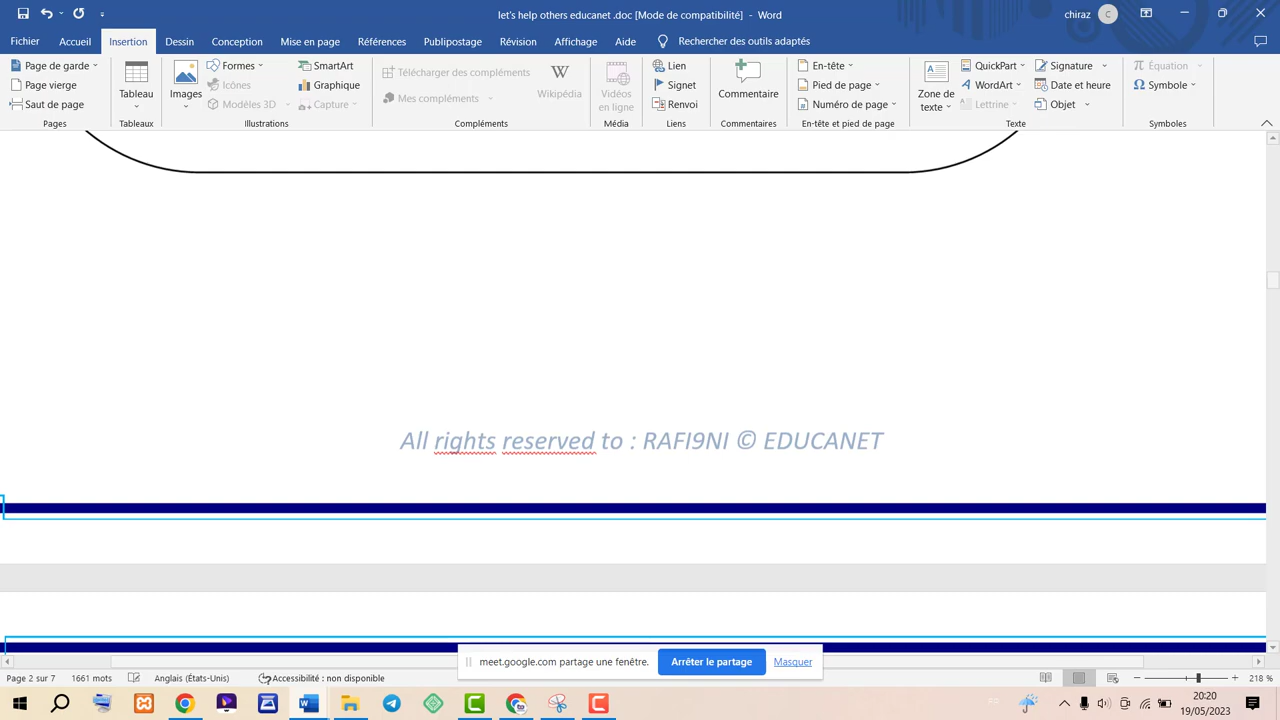 let's help others educanet .doc [Mode de compatibilité] - Word
chiraz C
Fichier Accueil Insertion Dessin Conception Mise en page Références Publipostage Révision Affichage Aide Rechercher des outils adaptés
Page de garde
Page vierge
Saut de page
Pages
Tableau
Tableaux
Images
Formes
Icônes
Modèles 3D
SmartArt
Graphique
Capture
Illustrations
Télécharger des compléments
Mes compléments
Wikipédia
Compléments
Vidéos en ligne
Média
Lien
Signet
Renvoi
Liens
Commentaire
Commentaires
En-tête
Pied de page
Numéro de page
En-tête et pied de page
Zone de texte
QuickPart
WordArt
Lettrine
Signature
Date et heure
Objet
Texte
Équation
Symbole
Symboles
All rights reserved to : RAFI9NI © EDUCANET
meet.google.com partage une fenêtre. Arrêter le partage Masquer
Page 2 sur 7 1661 mots Anglais (États-Unis) Accessibilité : non disponible 218 %
20:20
19/05/2023